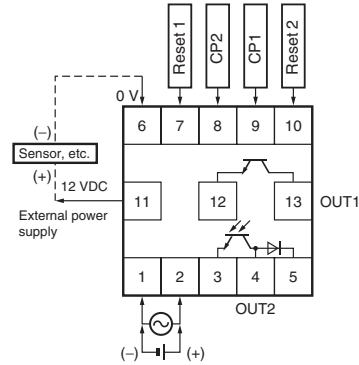 Reset 1
CP2
CP1
Reset 2
0 V
(−)
6 7 8 9 10
Sensor, etc.
(+)
12 VDC
11 12 13 OUT1
External power
supply
1 2 3 4 5
OUT2
(−) (+)